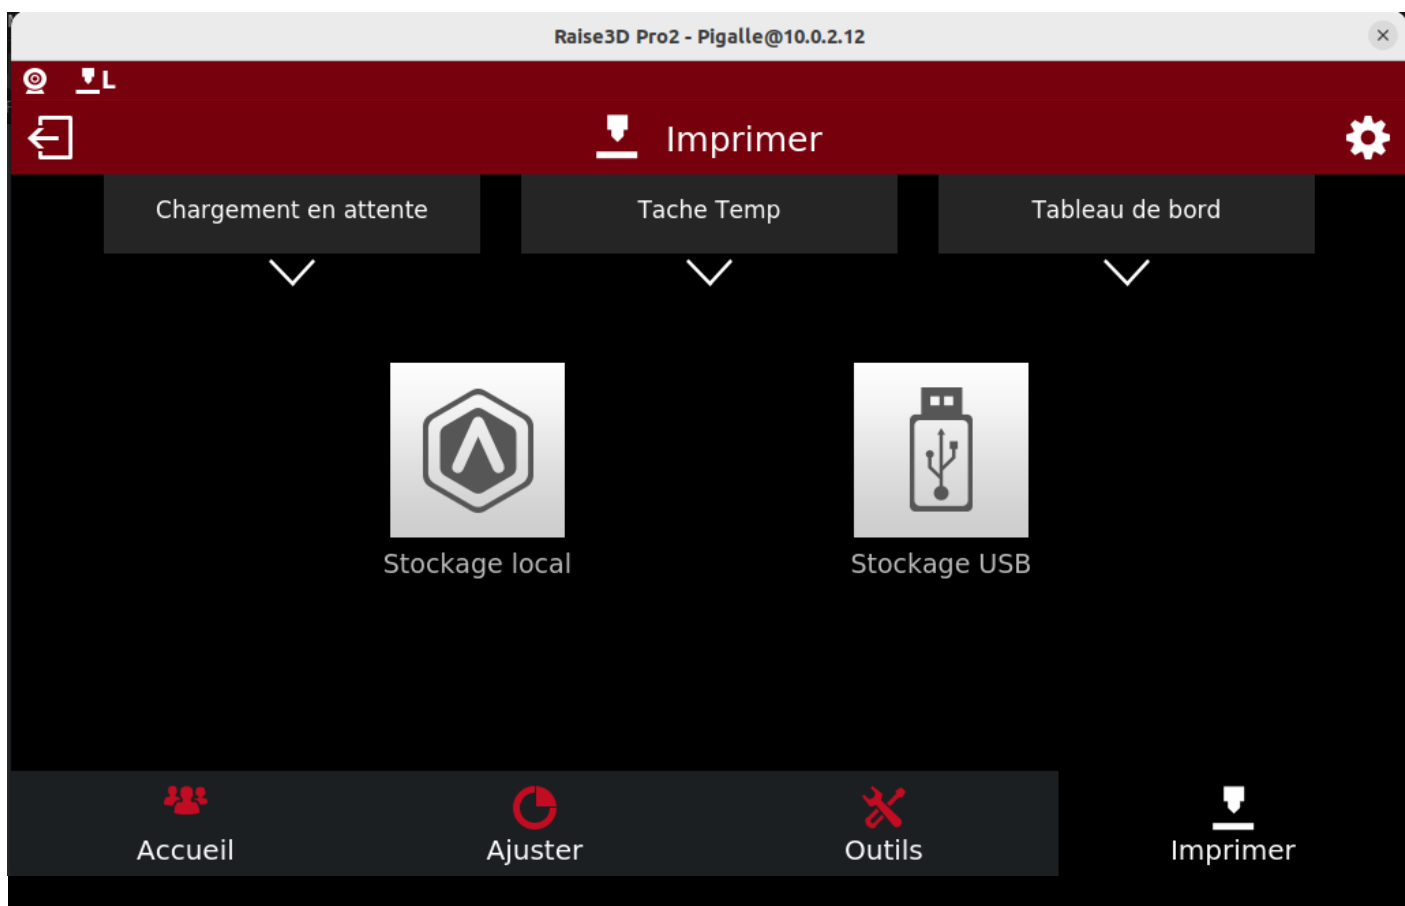 Raise3D Pro2 - Pigalle@10.0.2.12
L
Imprimer
Chargement en attente
Tache Temp
Tableau de bord
Stockage local
Stockage USB
Accueil
Ajuster
Outils
Imprimer